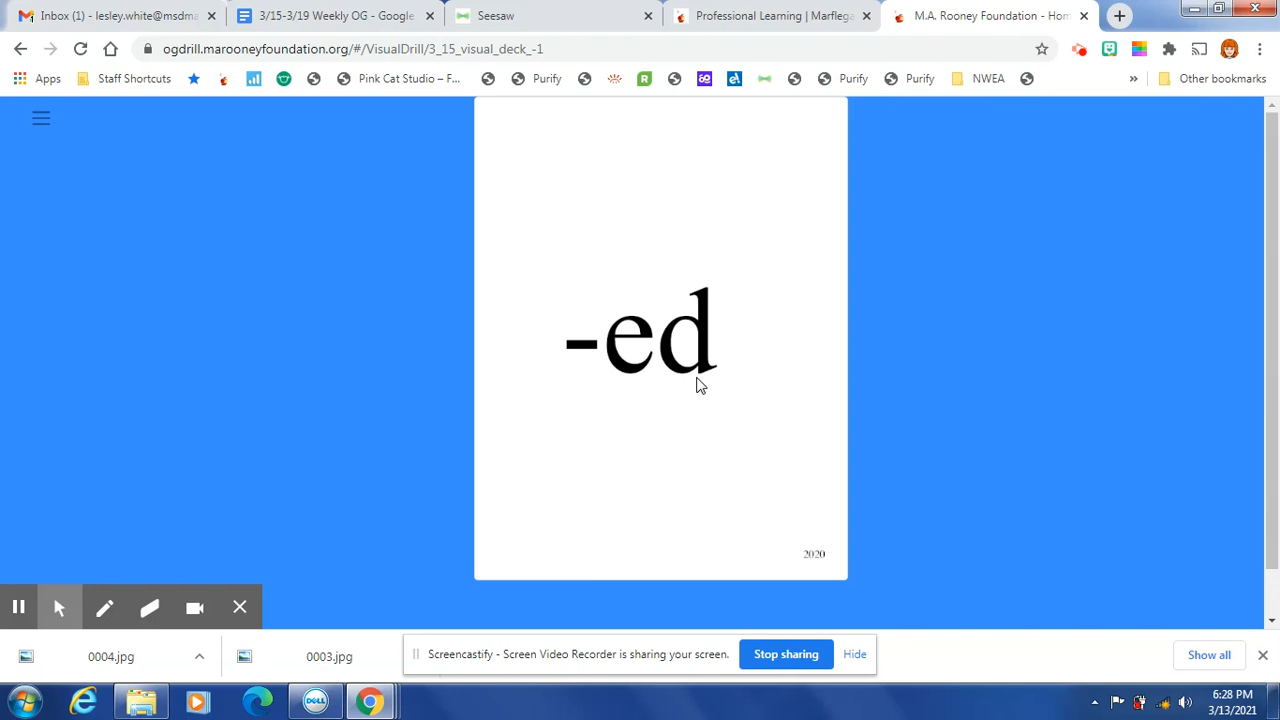 Inbox (1) - lesley.white@msdm
3/15-3/19 Weekly OG - Google
Seesaw
Professional Learning | Marflega
M.A. Rooney Foundation - Hom
ogdrill.marooneyfoundation.org/#/VisualDrill/3_15_visual_deck_-1
Apps
Staff Shortcuts
Pink Cat Studio – F...
Purify
R
Purify
Purify
NWEA
»
Other bookmarks
-ed
2020
0004.jpg
0003.jpg
Screencastify - Screen Video Recorder is sharing your screen.
Stop sharing
Hide
Show all
DELL
6:28 PM
3/13/2021